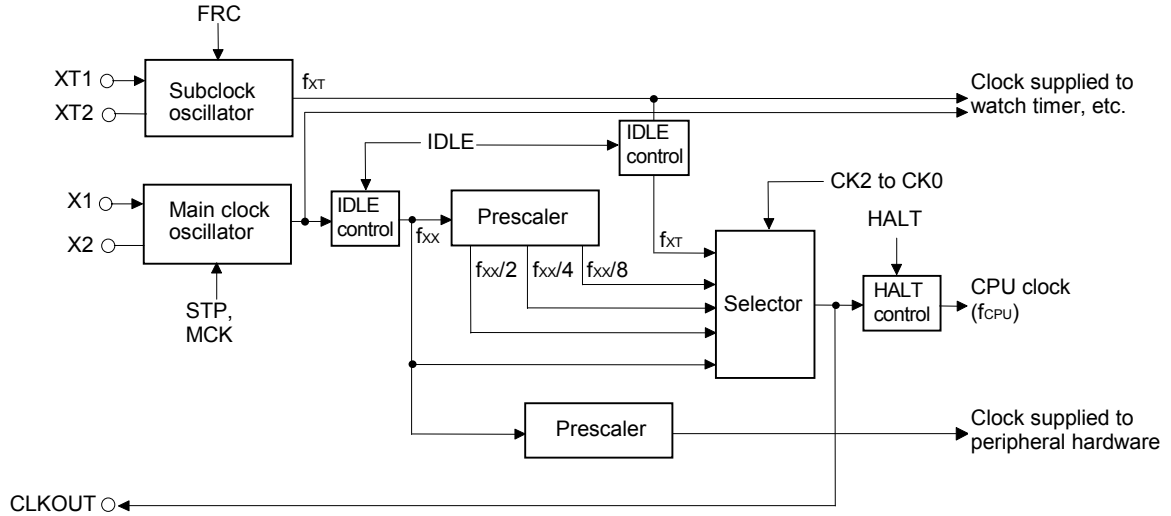 FRC
XT1
XT2
Subclock
oscillator
fXT
Clock supplied to
watch timer, etc.
IDLE
IDLE
control
X1
X2
Main clock
oscillator
IDLE
control
fXX
Prescaler
CK2 to CK0
HALT
fXT
fXX/2
fXX/4
fXX/8
Selector
HALT
control
CPU clock
(fCPU)
STP,
MCK
Prescaler
Clock supplied to
peripheral hardware
CLKOUT